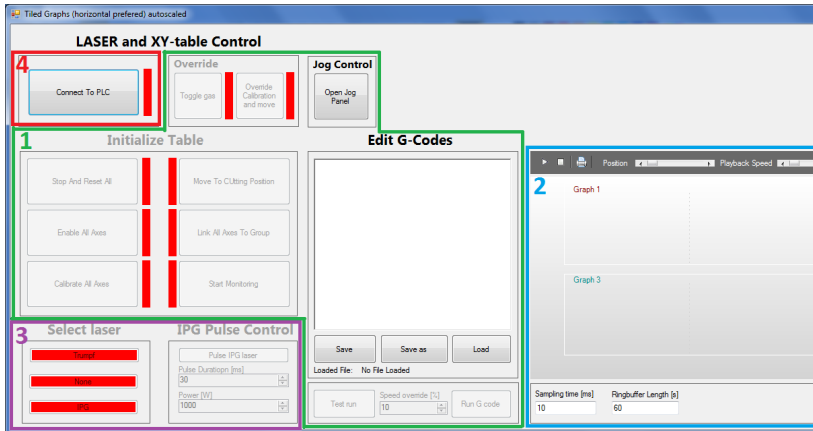 Tiled Graphs (horizontal prefered) autoscaled
LASER and XY-table Control
4
Connect To PLC
Override
Toggle gas
Override
Calibration
and move
Jog Control
Open Jog
Panel
1
Initialize Table
Stop And Reset All
Move To CUtting Position
Enable All Axes
Link All Axes To Group
Calibrate All Axes
Start Monitoring
Edit G-Codes
Save
Save as
Load
Loaded File: No File Loaded
Test run
Speed override [%]
10
Run G code
3
Select laser
Trumpf
None
IPG
IPG Pulse Control
Pulse IPG laser
Pulse Duratiopn [ms]
30
Power [W]
1000
2
Position
Playback Speed
Graph 1
Graph 3
Sampling time [ms]
10
Ringbuffer Length [s]
60